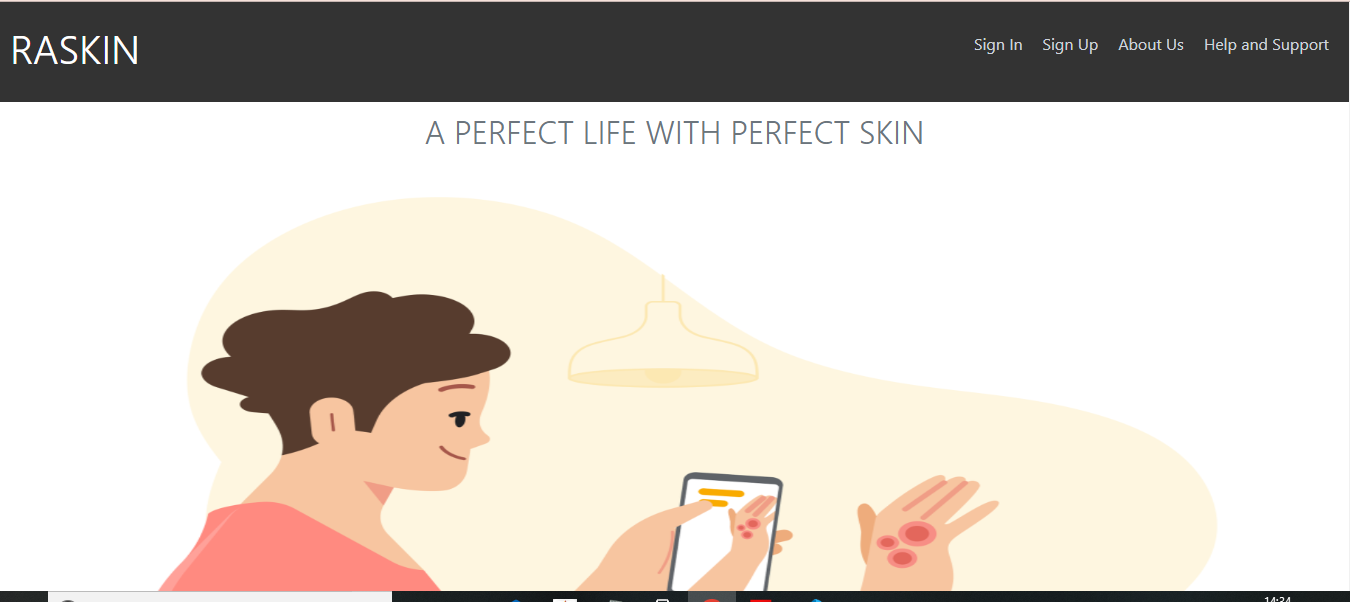 RASKIN
Sign In Sign Up About Us Help and Support
A PERFECT LIFE WITH PERFECT SKIN
14:34